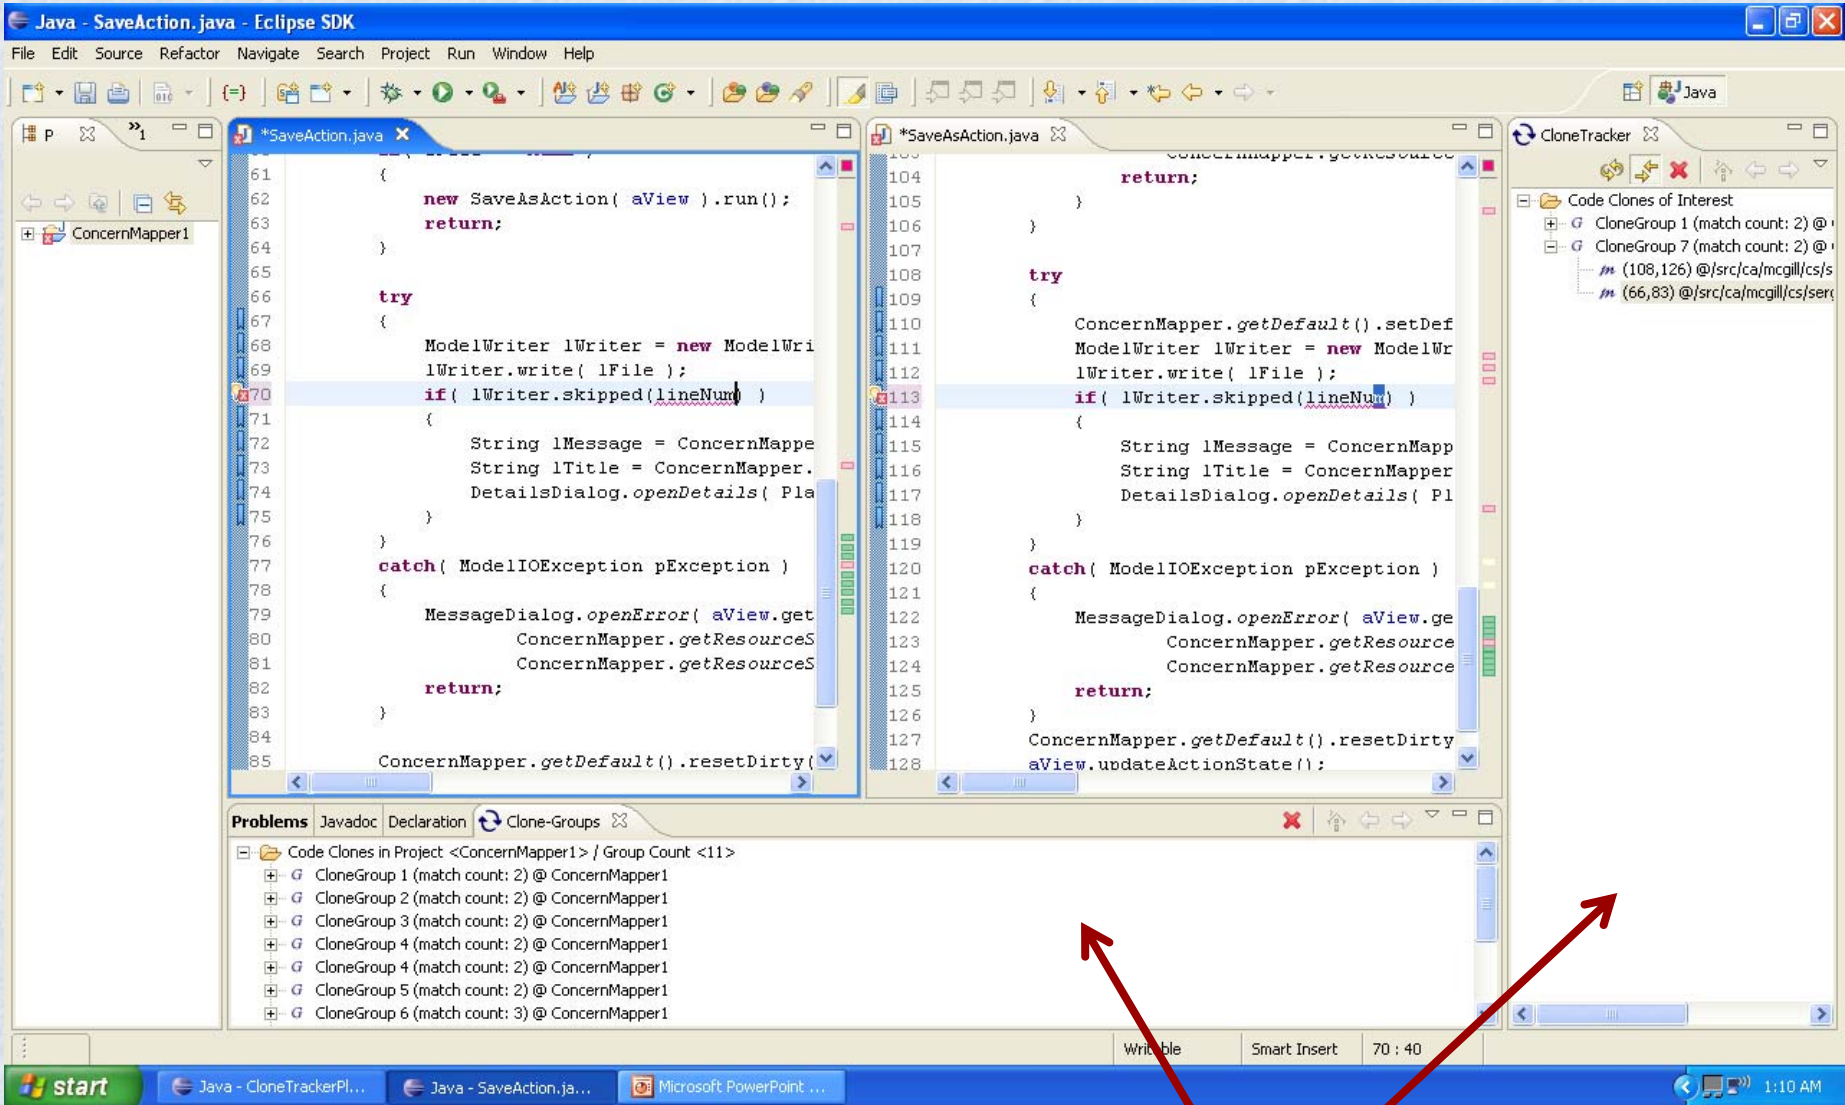 Java - SaveAction.java - Eclipse SDK
File Edit Source Refactor Navigate Search Project Run Window Help
Java
P
1
*SaveAction.java
*SaveAsAction.java
CloneTracker
ConcernMapper1
61 {
62 new SaveAsAction( aView ).run();
63 return;
64 }
65
66 try
67 {
68 ModelWriter lWriter = new ModelWri
69 lWriter.write( lFile );
70 if( lWriter.skipped(lineNum) )
71 {
72 String lMessage = ConcernMappe
73 String lTitle = ConcernMapper.
74 DetailsDialog.openDetails( Pla
75 }
76 }
77 catch( ModelIOException pException )
78 {
79 MessageDialog.openError( aView.get
80 ConcernMapper.getResourceS
81 ConcernMapper.getResourceS
82 return;
83 }
84
85 ConcernMapper.getDefault().resetDirty(
104 return;
105 }
106 }
107
108 try
109 {
110 ConcernMapper.getDefault().setDef
111 ModelWriter lWriter = new ModelWr
112 lWriter.write( lFile );
113 if( lWriter.skipped(lineNum) )
114 {
115 String lMessage = ConcernMapp
116 String lTitle = ConcernMapper
117 DetailsDialog.openDetails( Pl
118 }
119 }
120 catch( ModelIOException pException )
121 {
122 MessageDialog.openError( aView.ge
123 ConcernMapper.getResource
124 ConcernMapper.getResource
125 return;
126 }
127 ConcernMapper.getDefault().resetDirty
128 aView.updateActionState();
Code Clones of Interest
G CloneGroup 1 (match count: 2) @
G CloneGroup 7 (match count: 2) @
m (108,126) @/src/ca/mcgill/cs/s
m (66,83) @/src/ca/mcgill/cs/ser
Problems Javadoc Declaration Clone-Groups
Code Clones in Project <ConcernMapper1> / Group Count <11>
G CloneGroup 1 (match count: 2) @ ConcernMapper1
G CloneGroup 2 (match count: 2) @ ConcernMapper1
G CloneGroup 3 (match count: 2) @ ConcernMapper1
G CloneGroup 4 (match count: 2) @ ConcernMapper1
G CloneGroup 4 (match count: 2) @ ConcernMapper1
G CloneGroup 5 (match count: 2) @ ConcernMapper1
G CloneGroup 6 (match count: 3) @ ConcernMapper1
Writable Smart Insert 70 : 40
start Java - CloneTrackerPl... Java - SaveAction.ja... Microsoft PowerPoint ... 1:10 AM